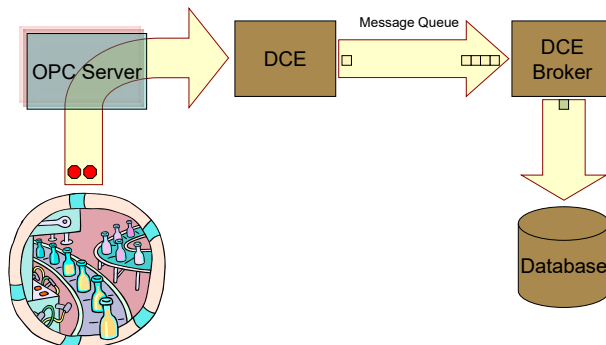 Message Queue
OPC Server
DCE
DCE
Broker
Database